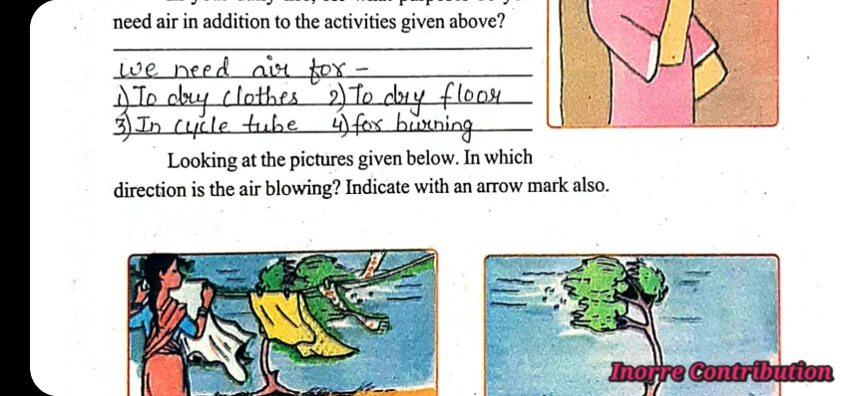 need air in addition to the activities given above?
we need air for –
1) To dry clothes 2) To dry floor
3) In cycle tube 4) for burning
Looking at the pictures given below. In which
direction is the air blowing? Indicate with an arrow mark also.
Inorre Contribution